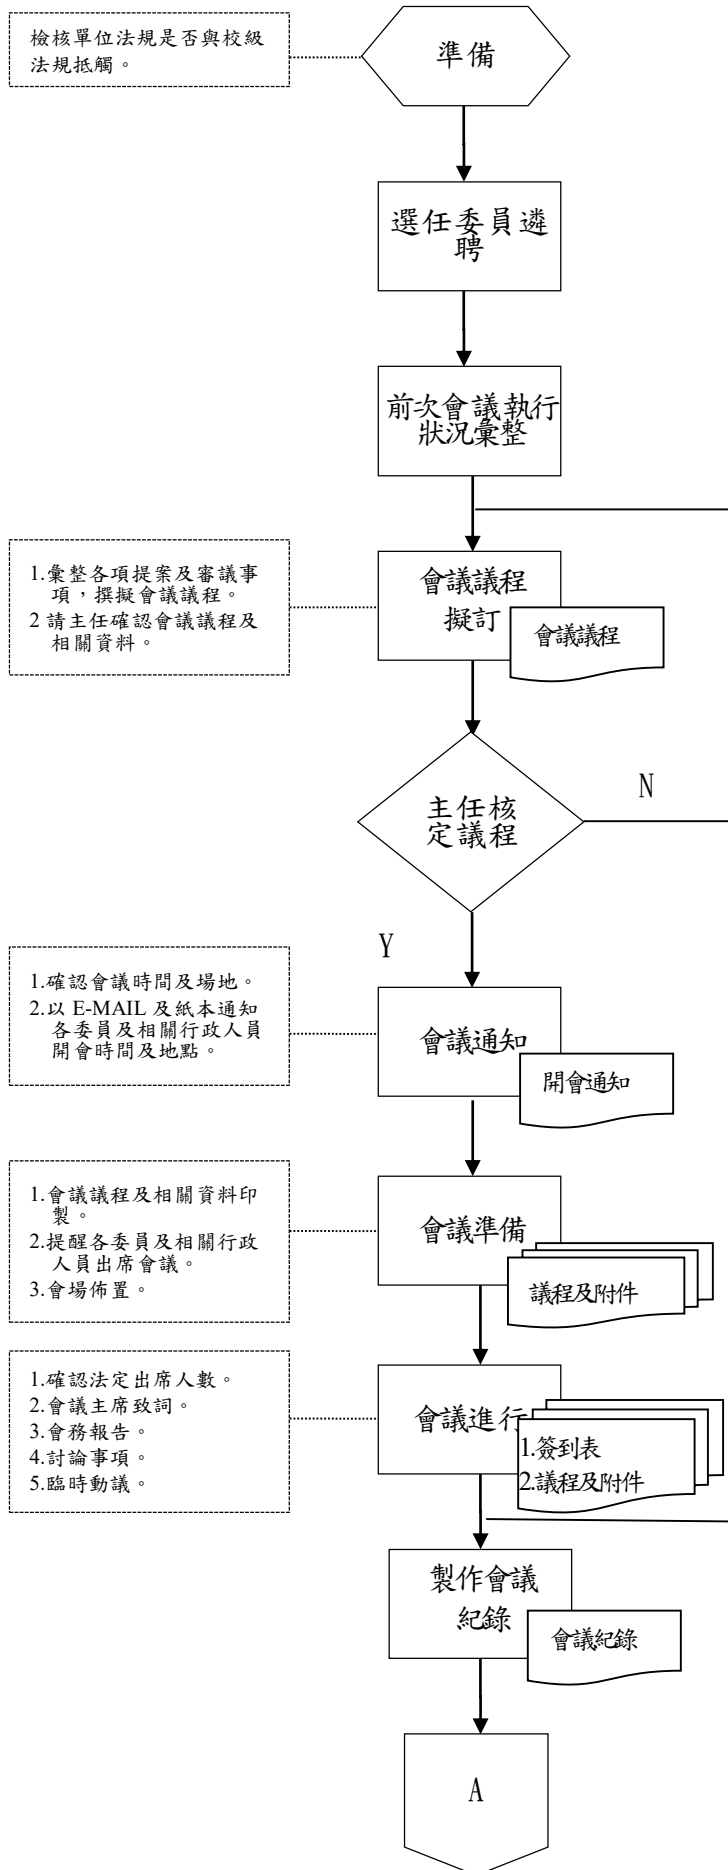 檢核單位法規是否與校級
法規抵觸。
準備
選任委員遴
聘
前次會議執行
狀況彙整
1.彙整各項提案及審議事
項，撰擬會議議程。
2 請主任確認會議議程及
相關資料。
會議議程
擬訂
會議議程
主任核
定議程
N
Y
1.確認會議時間及場地。
2.以 E-MAIL 及紙本通知
各委員及相關行政人員
開會時間及地點。
會議通知
開會通知
1.會議議程及相關資料印
製。
2.提醒各委員及相關行政
人員出席會議。
3.會場佈置。
會議準備
議程及附件
1.確認法定出席人數。
2.會議主席致詞。
3.會務報告。
4.討論事項。
5.臨時動議。
會議進行
1.簽到表
2.議程及附件
製作會議
紀錄
會議紀錄
A